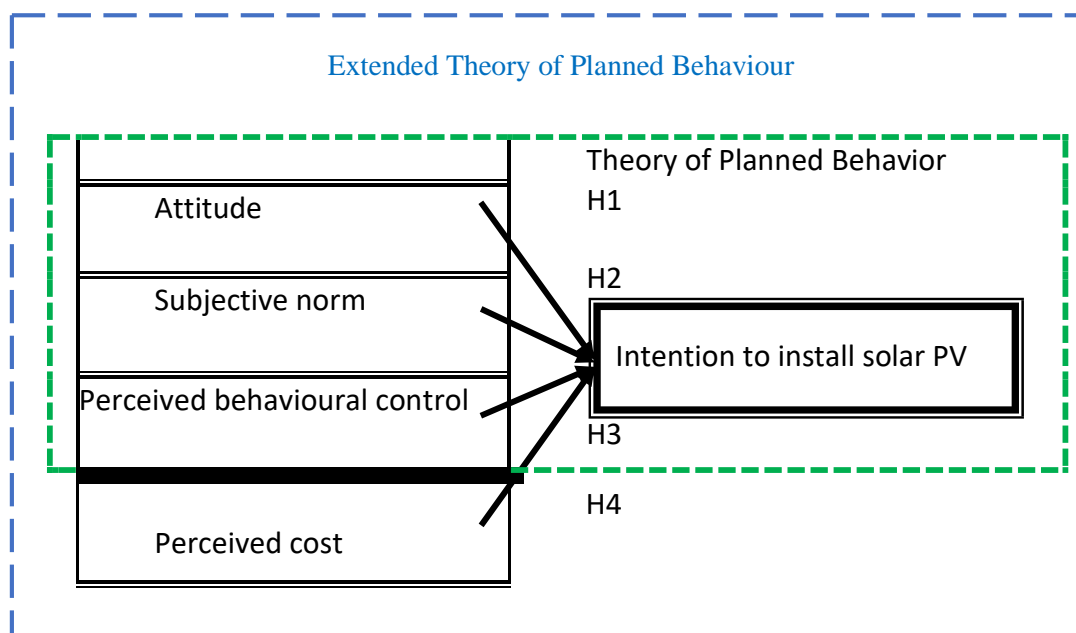 Extended Theory of Planned Behaviour
Theory of Planned Behavior
Attitude
H1
H2
Subjective norm
Intention to install solar PV
Perceived behavioural control
H3
H4
Perceived cost